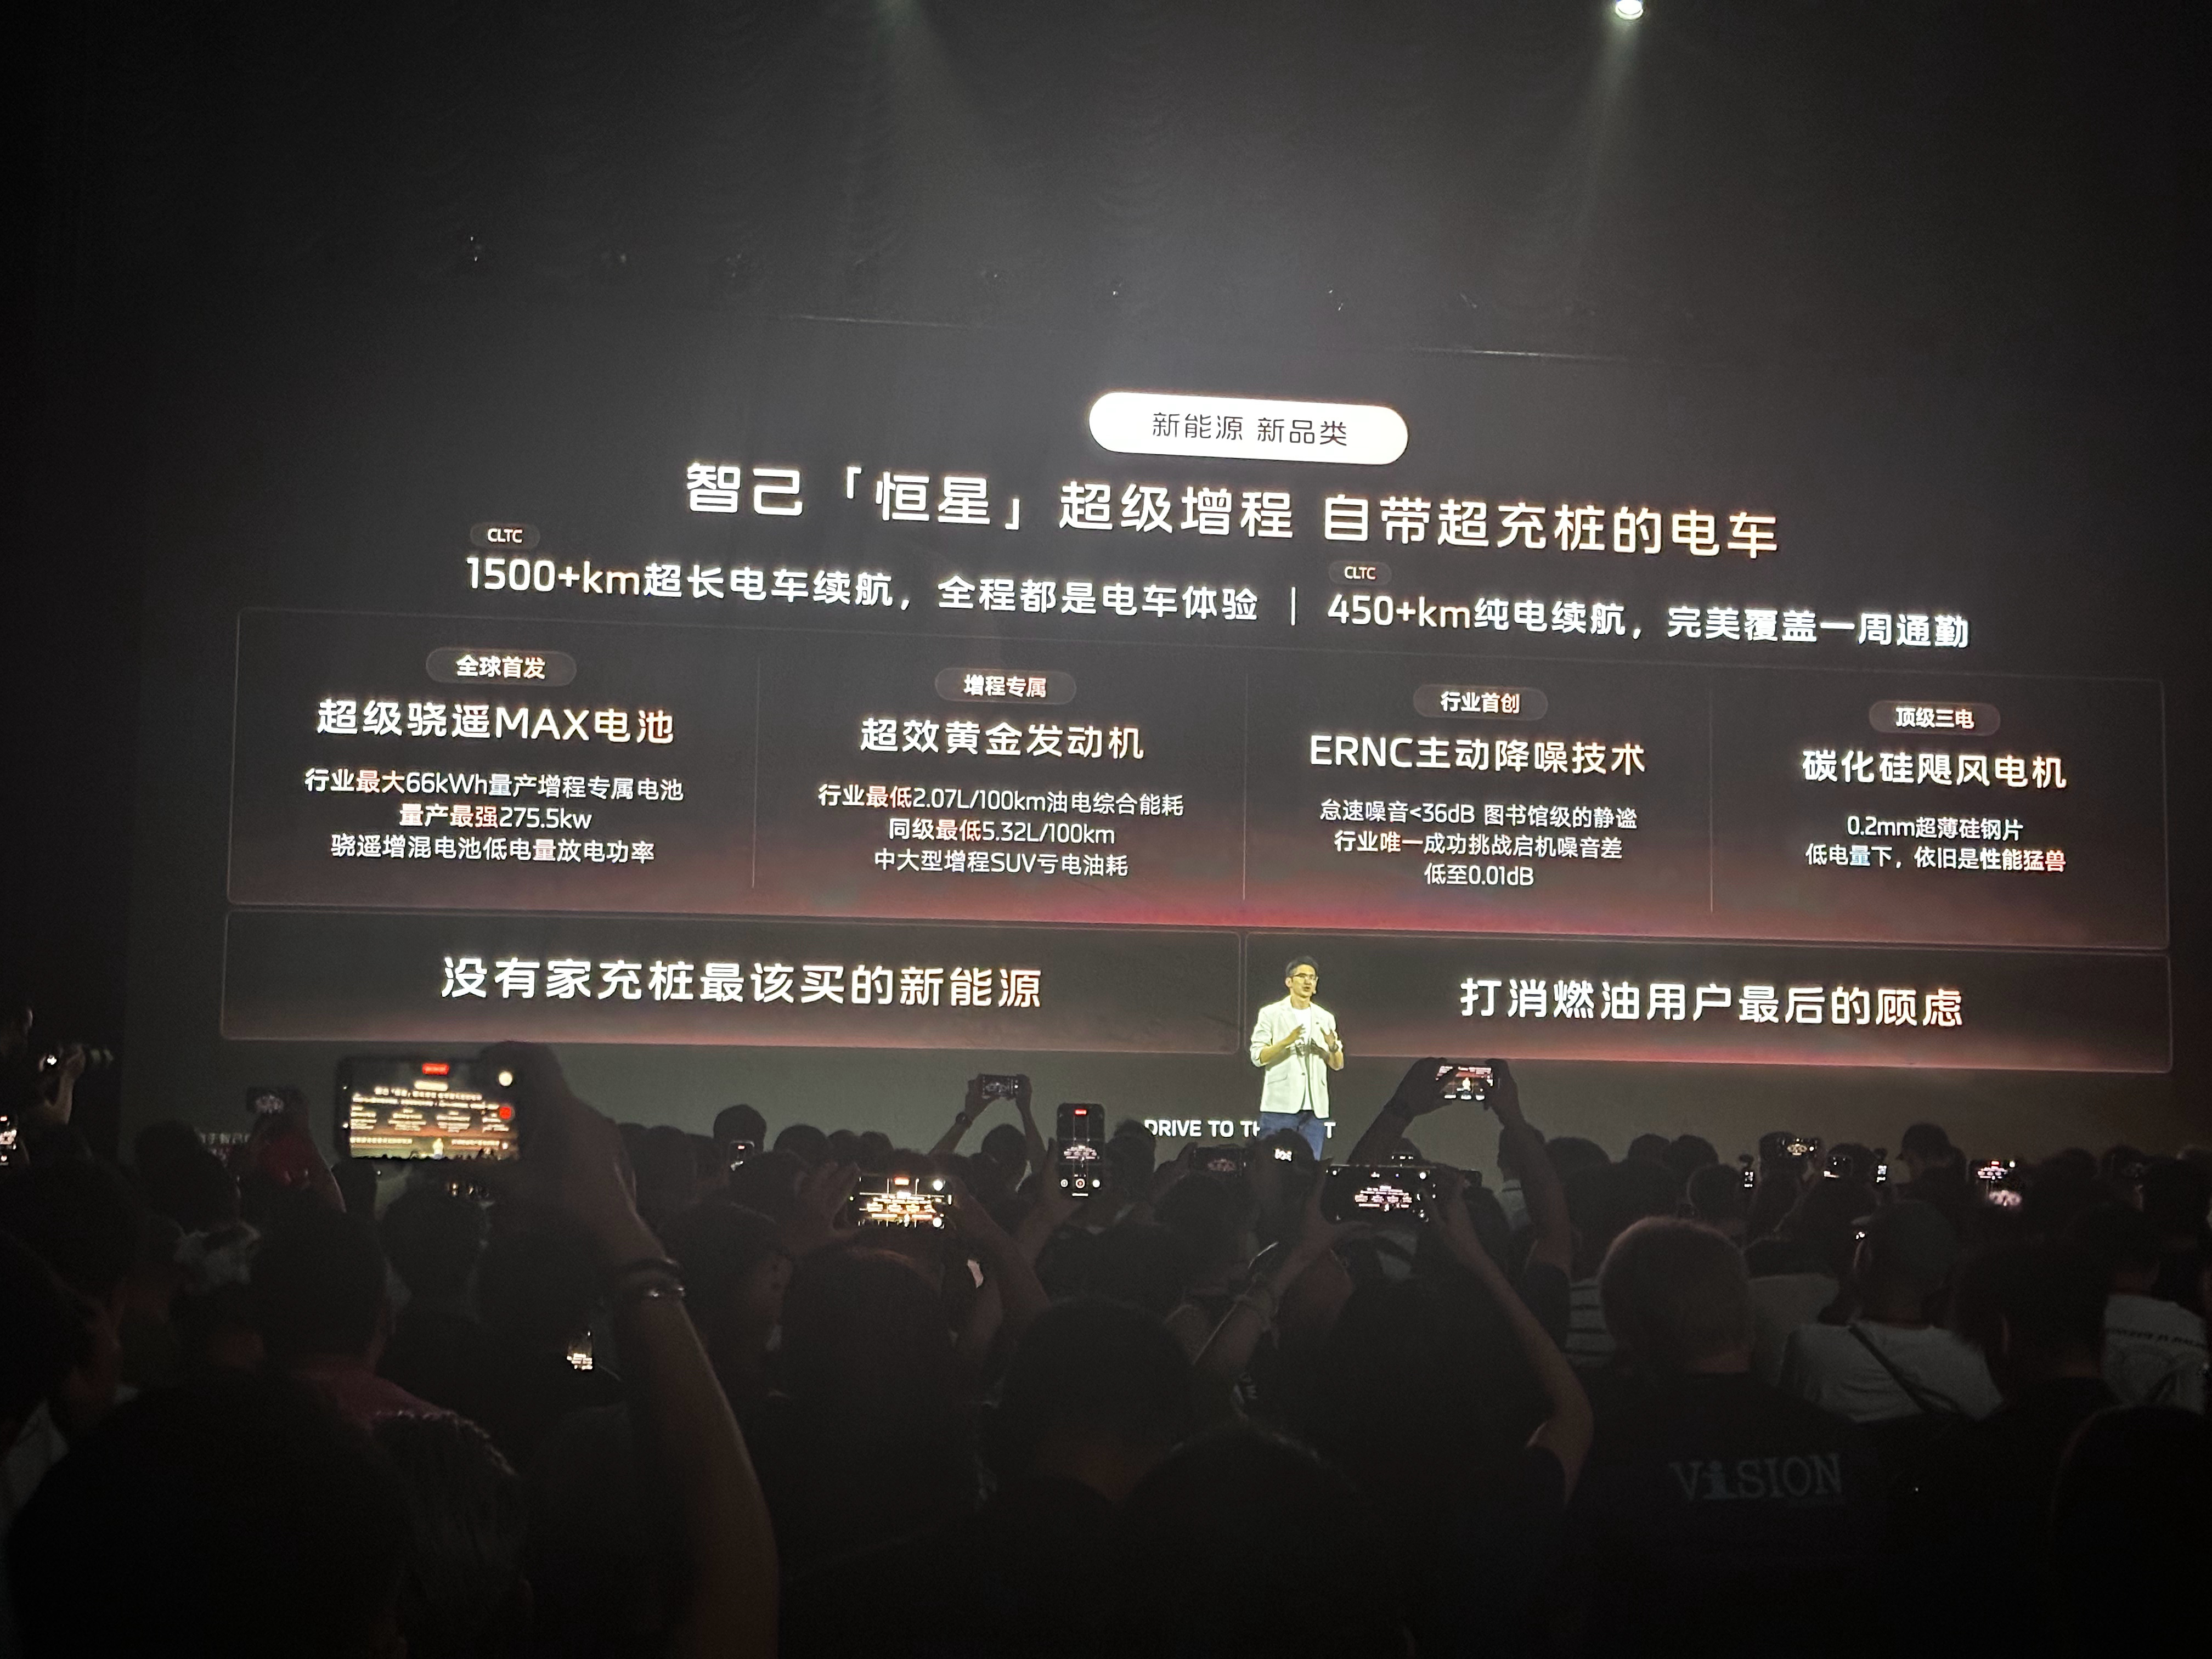 新能源 新品类
智己「恒星」超级增程 自带超充桩的电车
CLTC
1500+km超长电车续航，全程都是电车体验
CLTC
450+km纯电续航，完美覆盖一周通勤
全球首发
超级骁遥MAX电池
行业最大66kWh量产增程专属电池
量产最强275.5kw
骁遥增混电池低电量放电功率
增程专属
超效黄金发动机
行业最低2.07L/100km油电综合能耗
同级最低5.32L/100km
中大型增程SUV亏电油耗
行业首创
ERNC主动降噪技术
怠速噪音<36dB 图书馆级的静谧
行业唯一成功挑战启机噪音差
低至0.01dB
顶级三电
碳化硅飓风电机
0.2mm超薄硅钢片
低电量下，依旧是性能猛兽
没有家充桩最该买的新能源
打消燃油用户最后的顾虑
DRIVE TO
ViSION